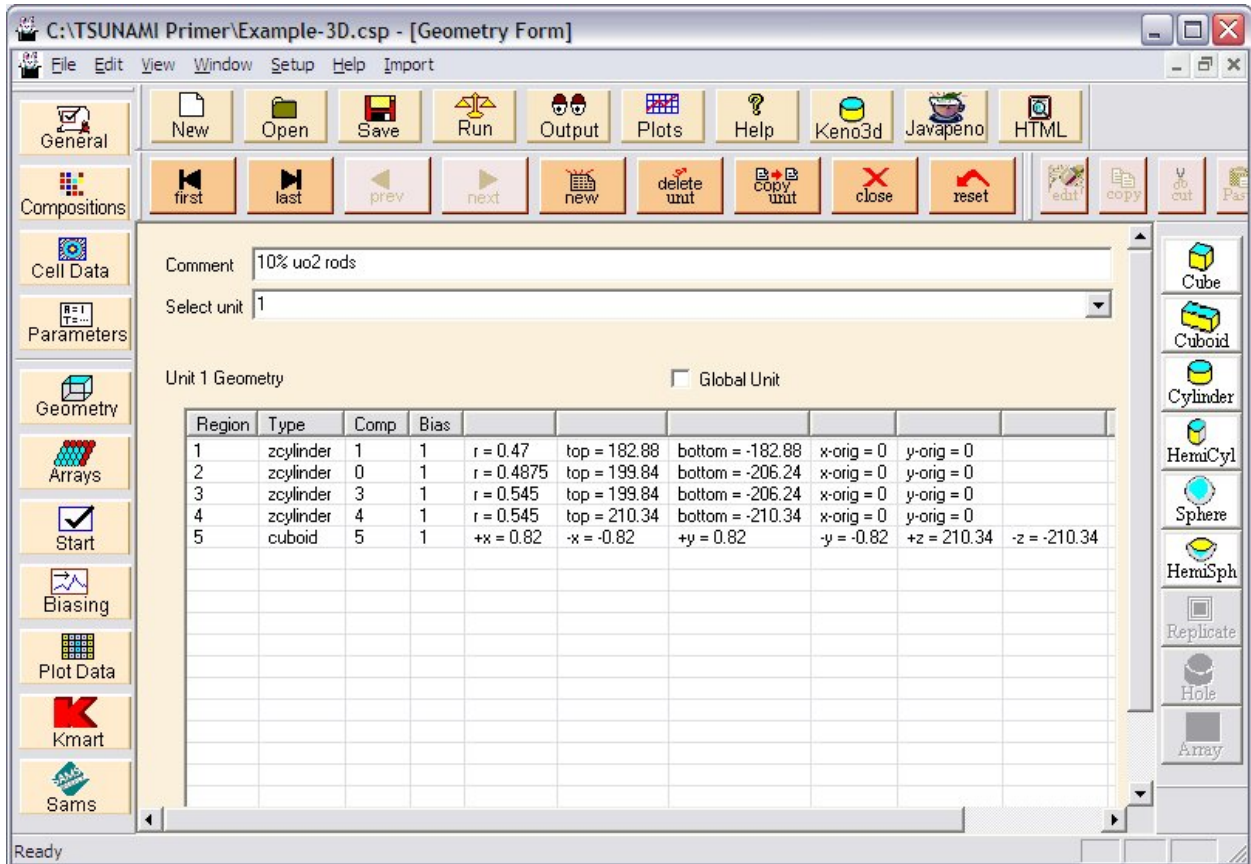 C:\TSUNAMI Primer\Example-3D.csp - [Geometry Form]
File Edit View Window Setup Help Import
General
New Open Save Run Output Plots Help Keno3d Javapeno HTML
Compositions
first last prev next new delete unit copy unit close reset edit copy cut Pas
Cell Data
Comment 10% uo2 rods
Cube
Select unit 1
R=1
T=...
Parameters
Cuboid
Unit 1 Geometry Global Unit
Geometry
Cylinder
Region Type Comp Bias
1 zcylinder 1 1 r = 0.47 top = 182.88 bottom = -182.88 x-orig = 0 y-orig = 0
2 zcylinder 0 1 r = 0.4875 top = 199.84 bottom = -206.24 x-orig = 0 y-orig = 0
3 zcylinder 3 1 r = 0.545 top = 199.84 bottom = -206.24 x-orig = 0 y-orig = 0
4 zcylinder 4 1 r = 0.545 top = 210.34 bottom = -210.34 x-orig = 0 y-orig = 0
5 cuboid 5 1 +x = 0.82 -x = -0.82 +y = 0.82 -y = -0.82 +z = 210.34 -z = -210.34
Arrays
HemiCyl
Start
Sphere
Biasing
HemiSph
Plot Data
Replicate
Kmart
Hole
SAMS
Sams
Array
Ready